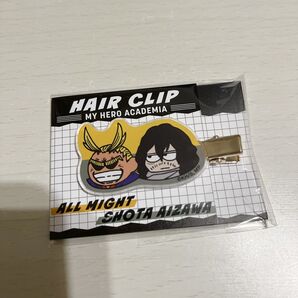 HAIR CLIP
MY HERO ACADEMIA
ALL MIGHT
SHOTA AIZAWA